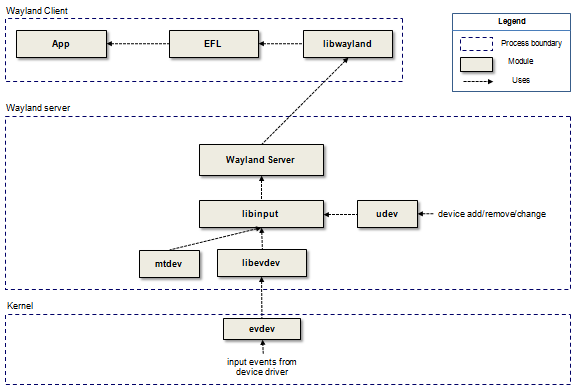 Wayland Client
App
EFL
libwayland
Legend
Process boundary
Module
Uses
Wayland server
Wayland Server
libinput
udev
device add/remove/change
mtdev
libevdev
Kernel
evdev
input events from
device driver